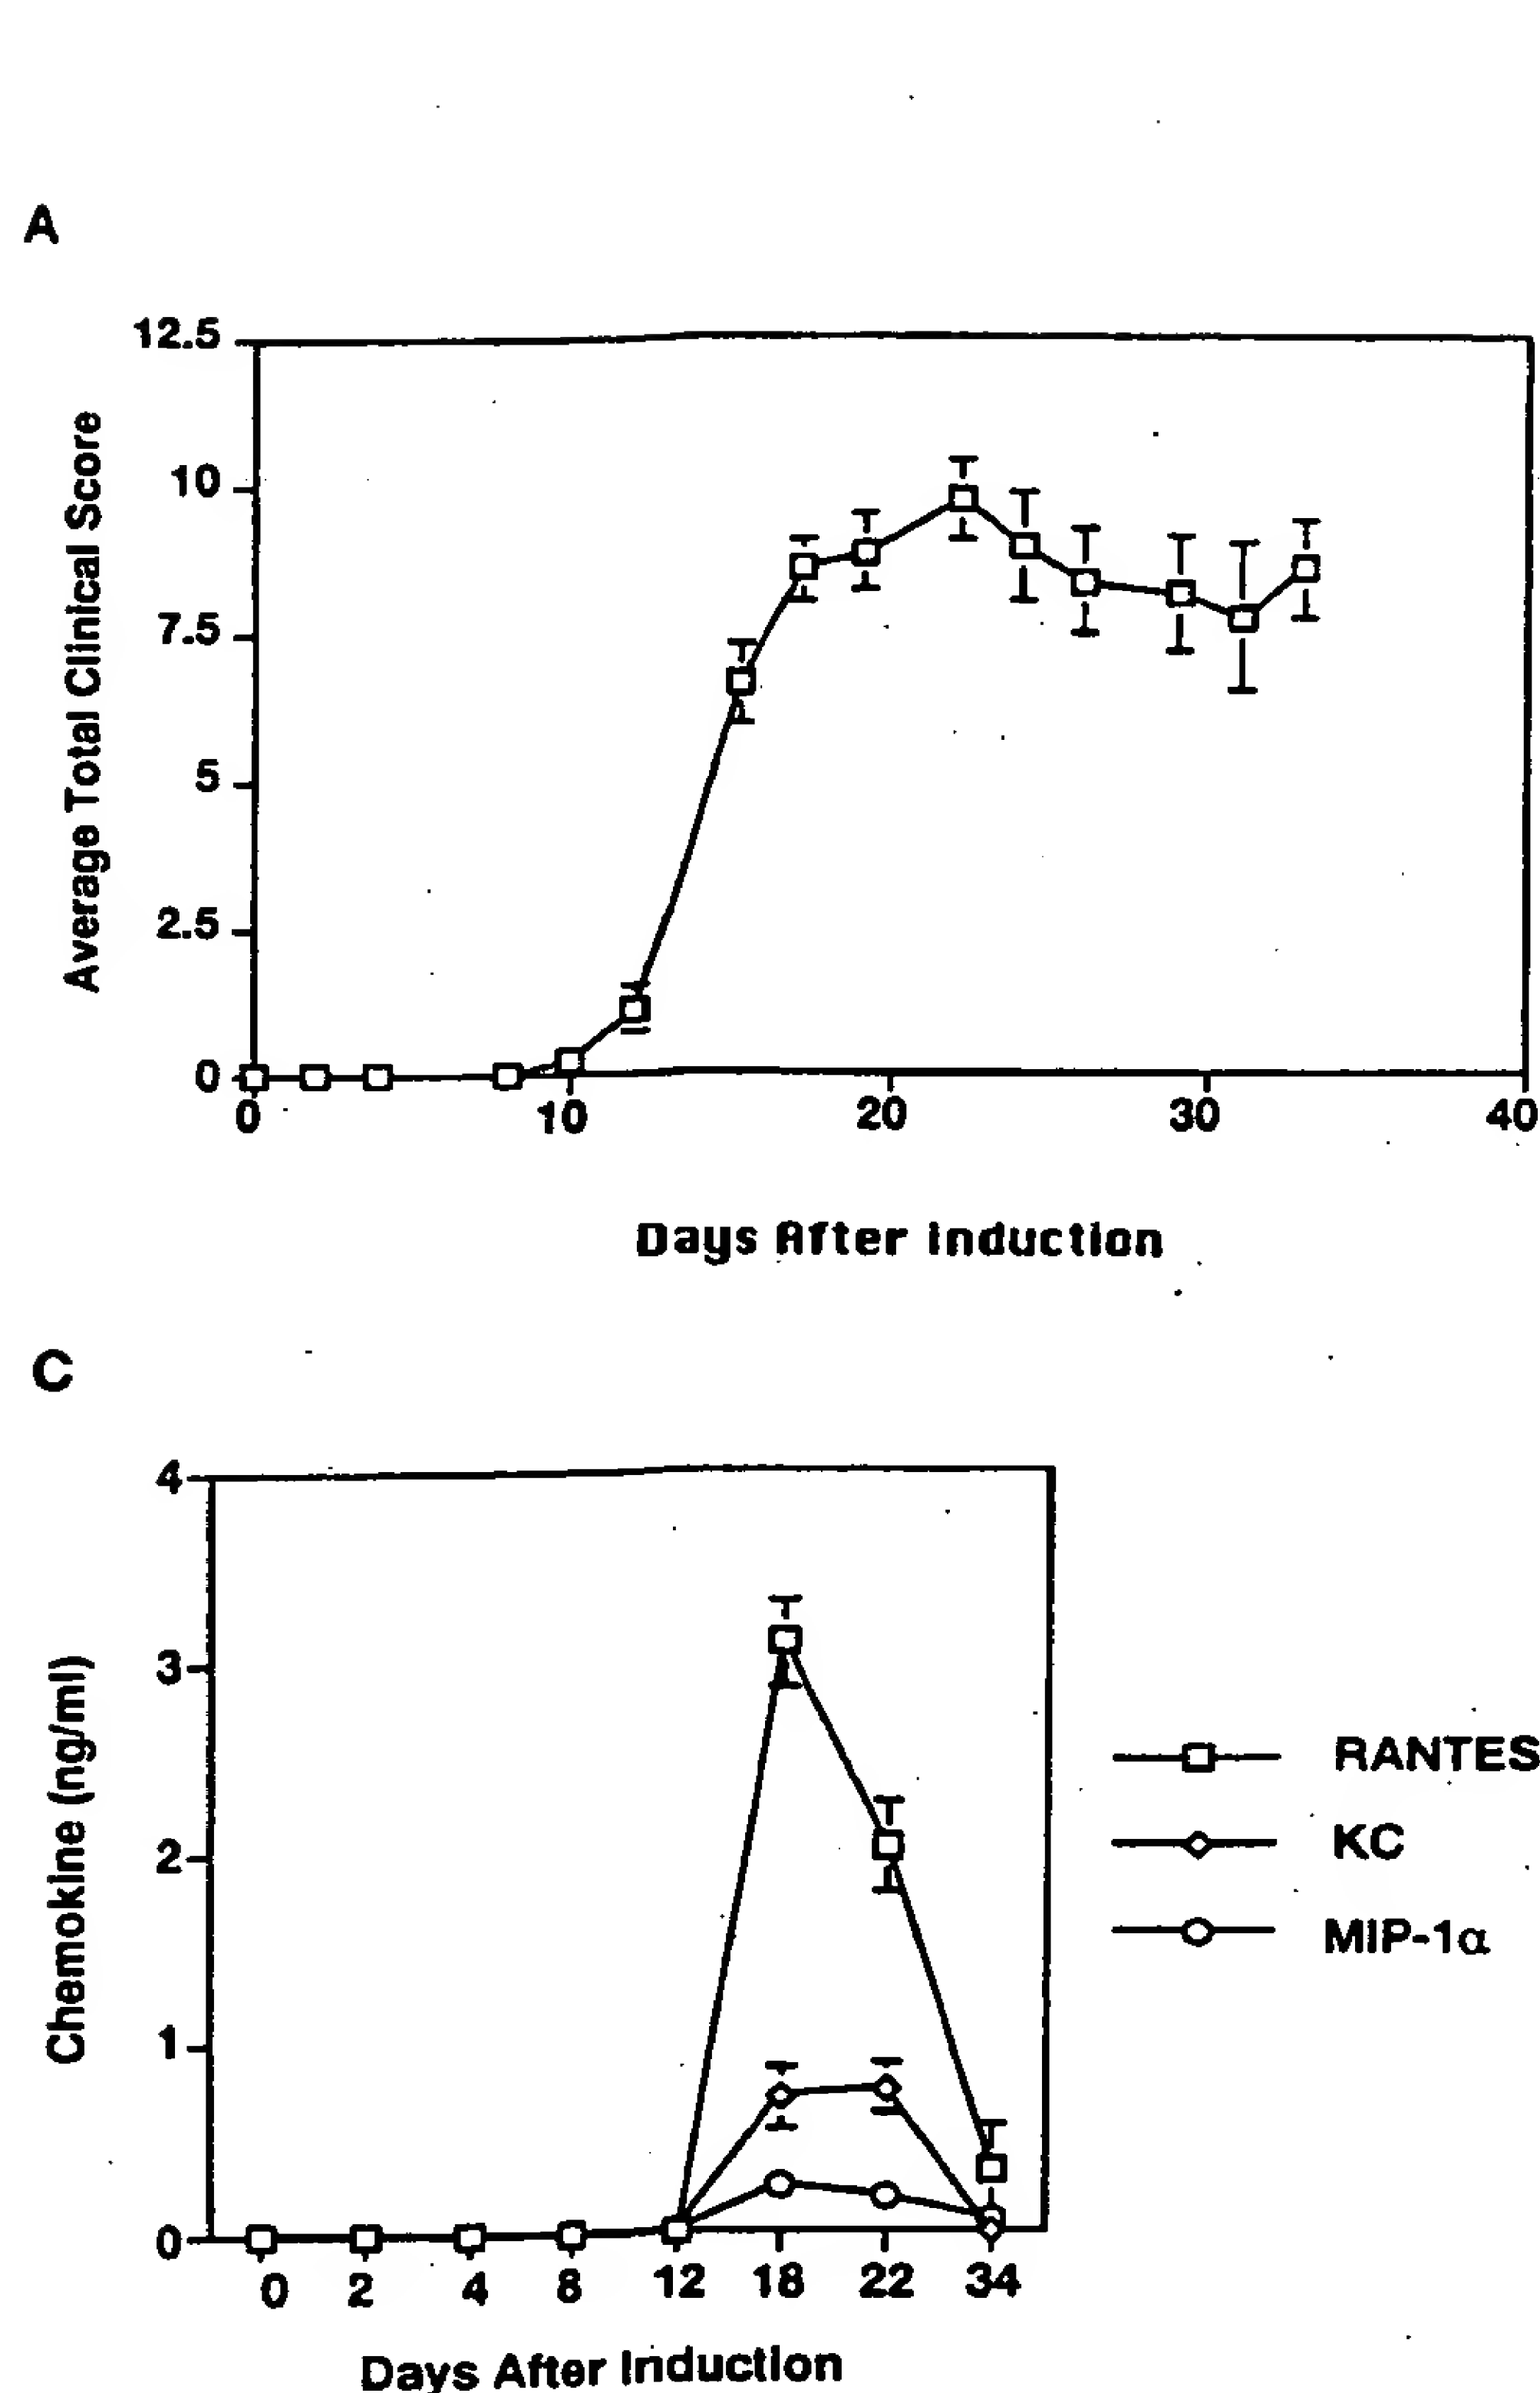 A
12.5
10
7.5
5
2.5
0
Average Total Clinical Score
0 10 20 30 40
Days After Induction
C
4
3
2
1
0
Chemokine (ng/ml)
0 2 4 8 12 18 22 34
Days After Induction
RANTES
KC
MIP-1α